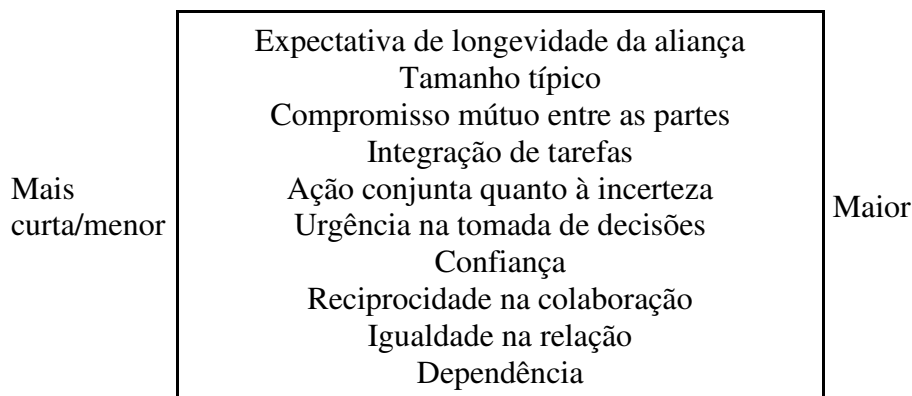 Expectativa de longevidade da aliança
Tamanho típico
Compromisso mútuo entre as partes
Integração de tarefas
Mais
curta/menor
Ação conjunta quanto à incerteza
Urgência na tomada de decisões
Maior
Confiança
Reciprocidade na colaboração
Igualdade na relação
Dependência